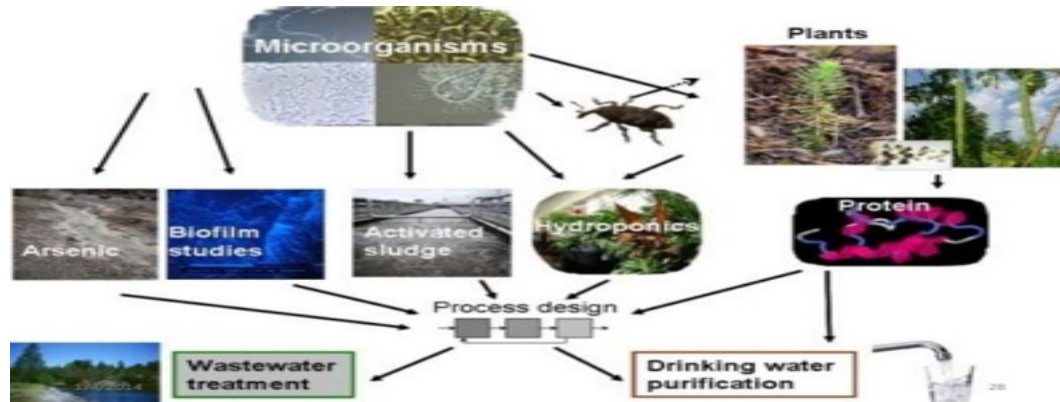 Plants
Microorganisms
Arsenic
Biofilm
studies
Activated
sludge
Hydroponics
Protein
Process design
Wastewater
treatment
Drinking water
purification
28